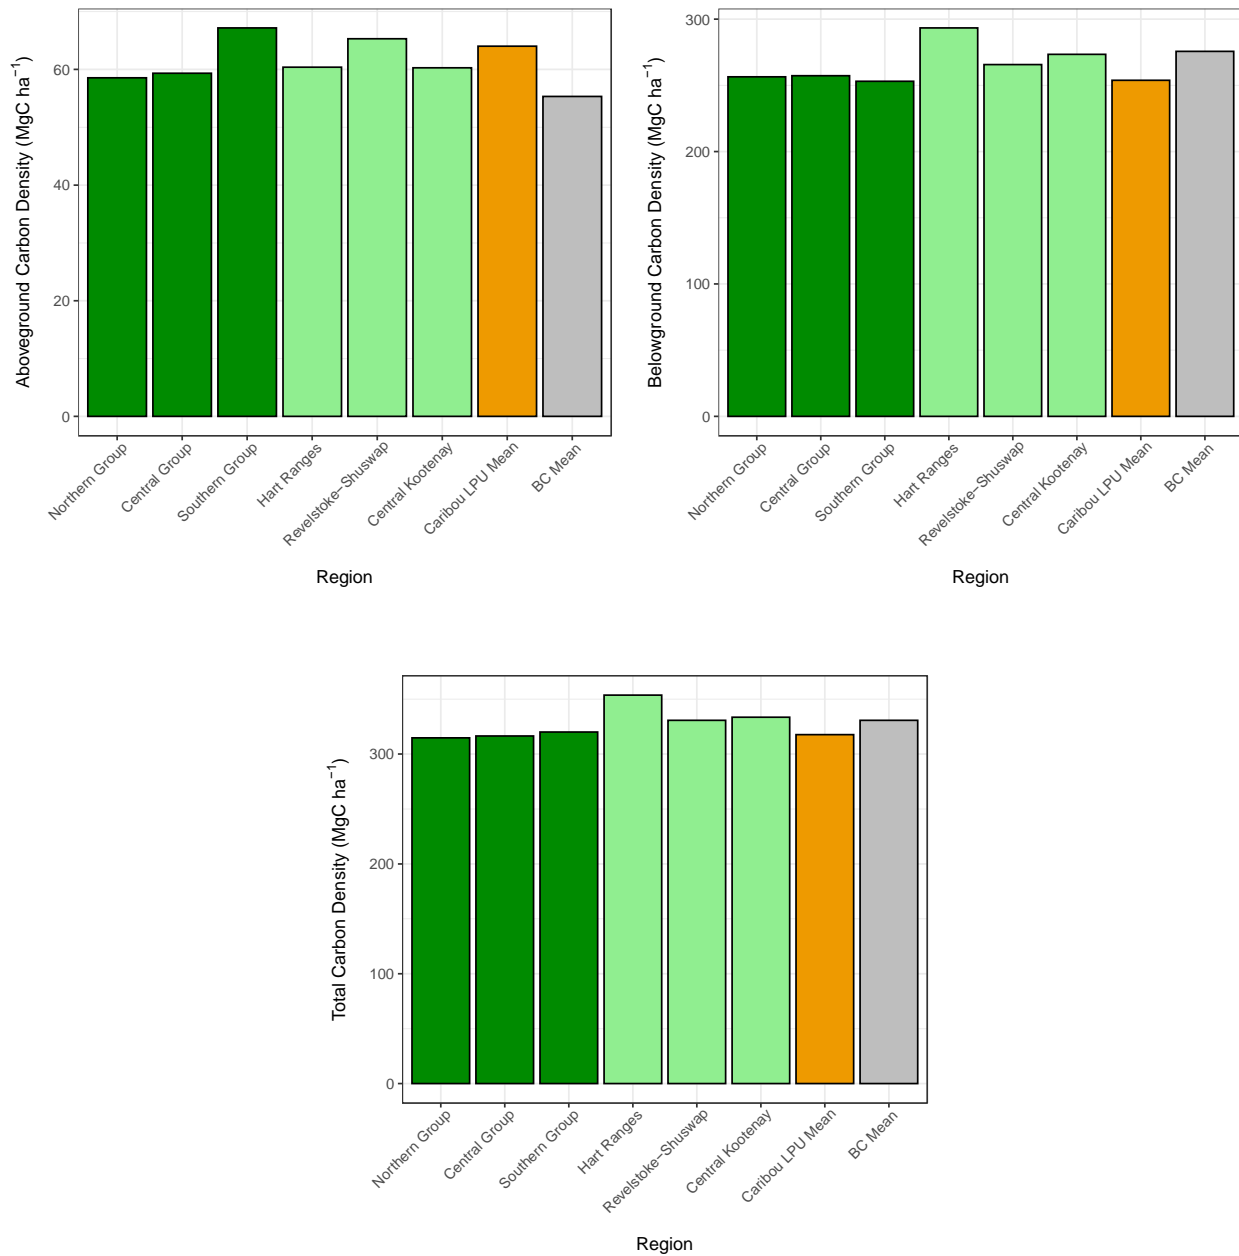 Aboveground Carbon Density (MgC ha⁻¹)
60
40
20
0
Northern Group
Central Group
Southern Group
Hart Ranges
Revelstoke−Shuswap
Central Kootenay
Caribou LPU Mean
BC Mean
Region
Belowground Carbon Density (MgC ha⁻¹)
300
200
100
0
Northern Group
Central Group
Southern Group
Hart Ranges
Revelstoke−Shuswap
Central Kootenay
Caribou LPU Mean
BC Mean
Region
Total Carbon Density (MgC ha⁻¹)
300
200
100
0
Northern Group
Central Group
Southern Group
Hart Ranges
Revelstoke−Shuswap
Central Kootenay
Caribou LPU Mean
BC Mean
Region